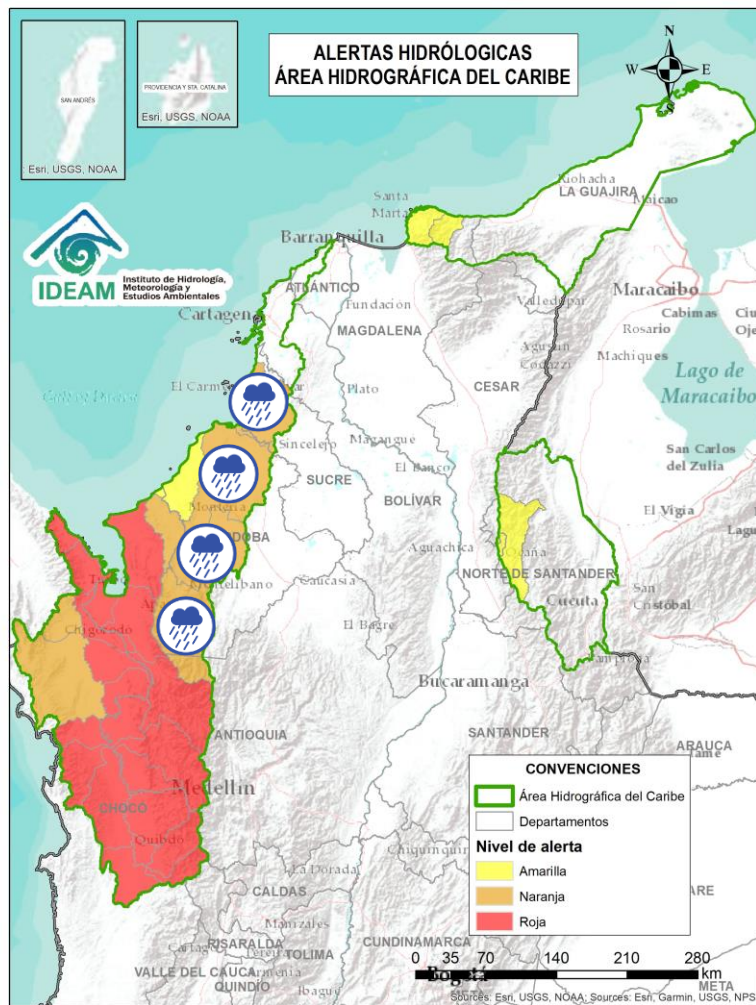 ALERTAS HIDRÓLOGICAS
ÁREA HIDROGRÁFICA DEL CARIBE
N
W
E
S
SAN ANDRÉS
Esri, USGS, NOAA
PROVIDENCIA Y STA. CATALINA
Esri, USGS, NOAA
IDEAM
Instituto de Hidrología,
Meteorología y
Estudios Ambientales
Riohacha
LA GUAJIRA
Maicao
Santa
Marta
Barranquilla
ATLÁNTICO
Cartagena
Fundación
MAGDALENA
Valledupar
Maracaibo
Cabimas
Rosario
Machiques
Agustín
Codazzi
CESAR
Lago de
Maracaibo
El Carmen
Plato
Sincelejo
Magangué
SUCRE
El Banco
BOLÍVAR
San Carlos
del Zulia
El Vigía
Montería
Aguachica
Ocaña
NORTE DE SANTANDER
Cúcuta
San
Cristóbal
Caucasia
El Bagre
Chigorodó
Bucaramanga
Pamplona
ANTIOQUIA
SANTANDER
ARAUCA
Medellín
CHOCÓ
Quibdó
La Dorada
CALDAS
Manizales
RISARALDA
TOLIMA
CUNDINAMARCA
VALLE DEL CAUCA
Armenia
QUINDÍO
Ibagué
Bogotá
META
CONVENCIONES
Área Hidrográfica del Caribe
Departamentos
Nivel de alerta
Amarilla
Naranja
Roja
0 35 70 140 210 280
km
Sources: Esri, USGS, NOAA; Sources: Esri, Garmin, USGS, NPS